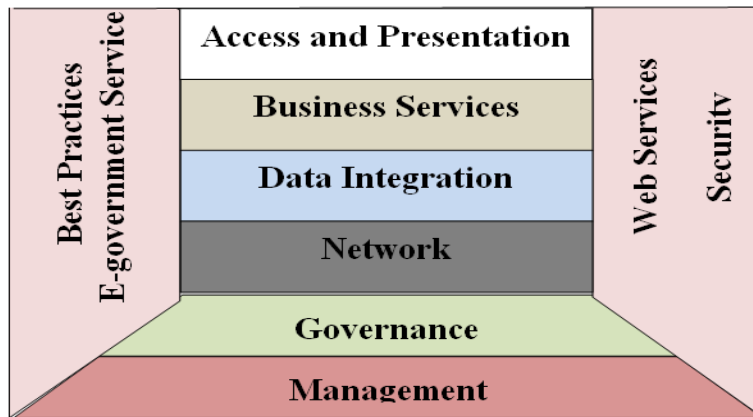 Best Practices
E-government Service
Access and Presentation
Business Services
Data Integration
Network
Governance
Management
Web Services
Security